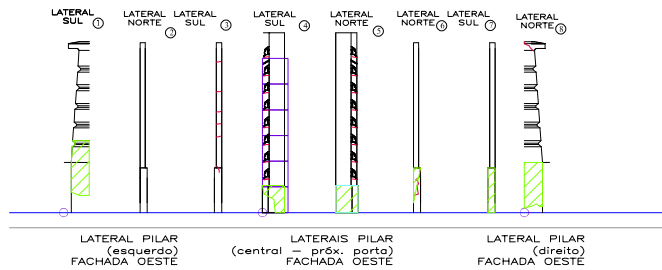 LATERAL
SUL 1
LATERAL
NORTE 2
LATERAL
SUL 3
LATERAL
SUL 4
LATERAL
NORTE 5
LATERAL
NORTE 6
LATERAL
SUL 7
LATERAL
NORTE 8
LATERAL PILAR
(esquerdo)
FACHADA OESTE
LATERAIS PILAR
(central — próx. porta)
FACHADA OESTE
LATERAL PILAR
(direito)
FACHADA OESTE